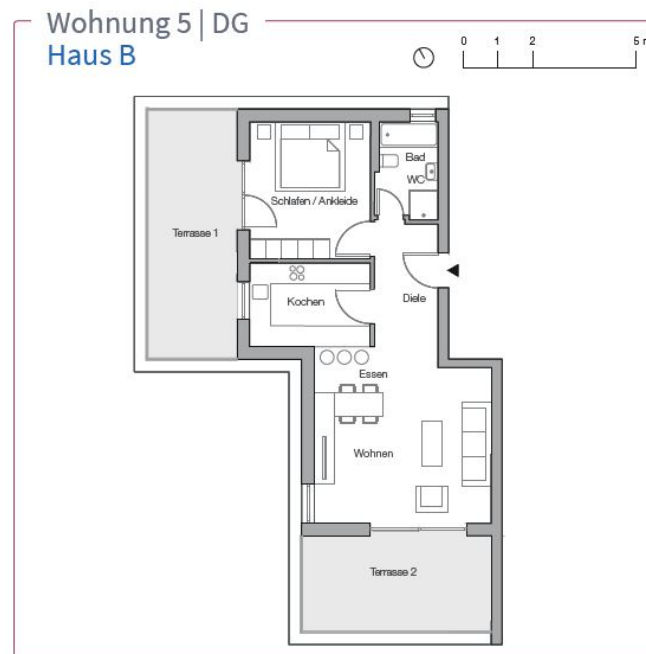 Wohnung 5 | DG
Haus B
0 1 2 5 m
Bad
WC
Schlafen / Ankleide
Terrasse 1
Kochen
Diele
Essen
Wohnen
Terrasse 2